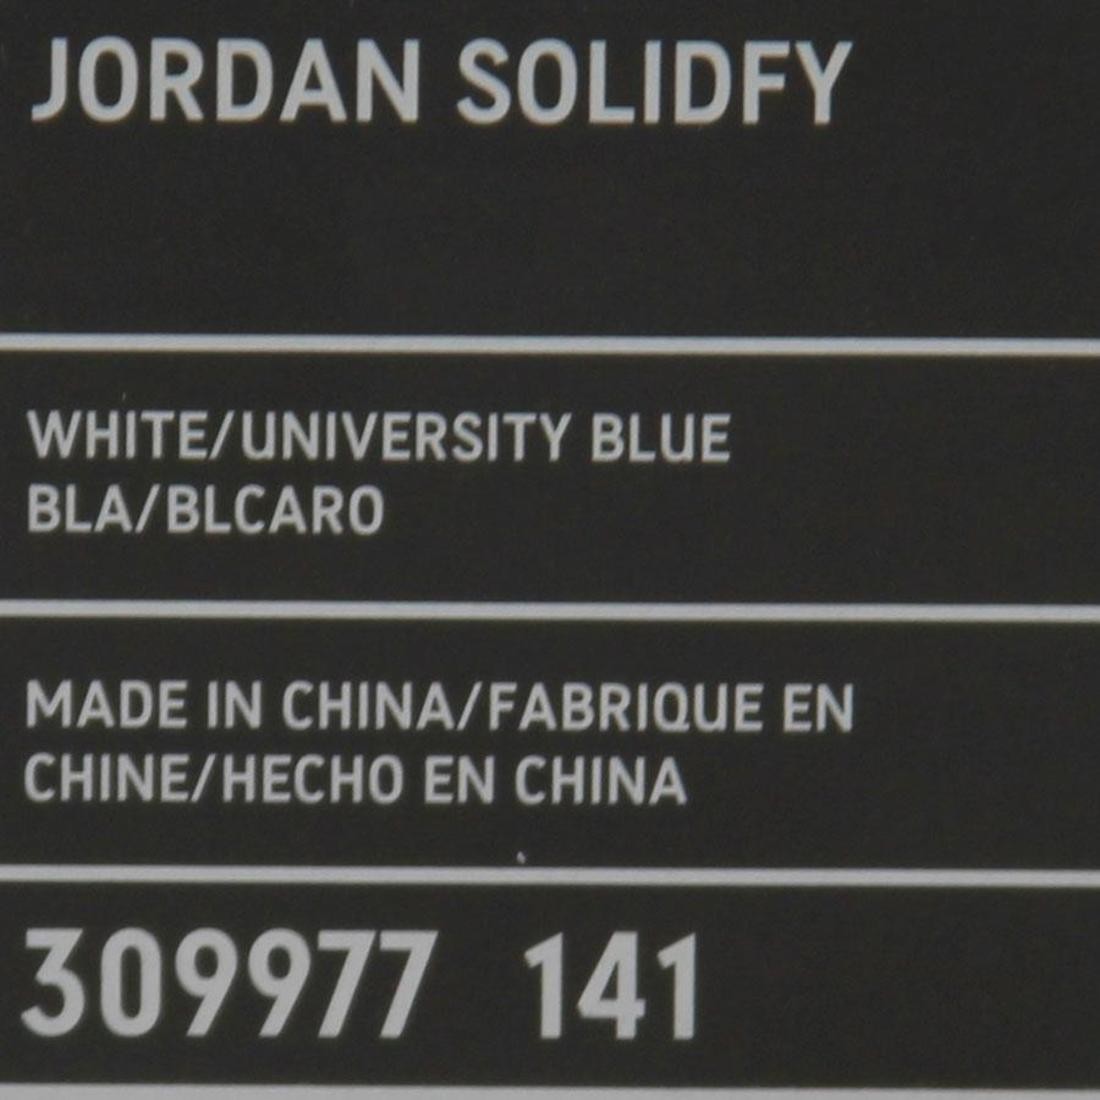 JORDAN SOLIDFY
WHITE/UNIVERSITY BLUE
BLA/BLCARO
MADE IN CHINA/FABRIQUE EN
CHINE/HECHO EN CHINA
309977 141